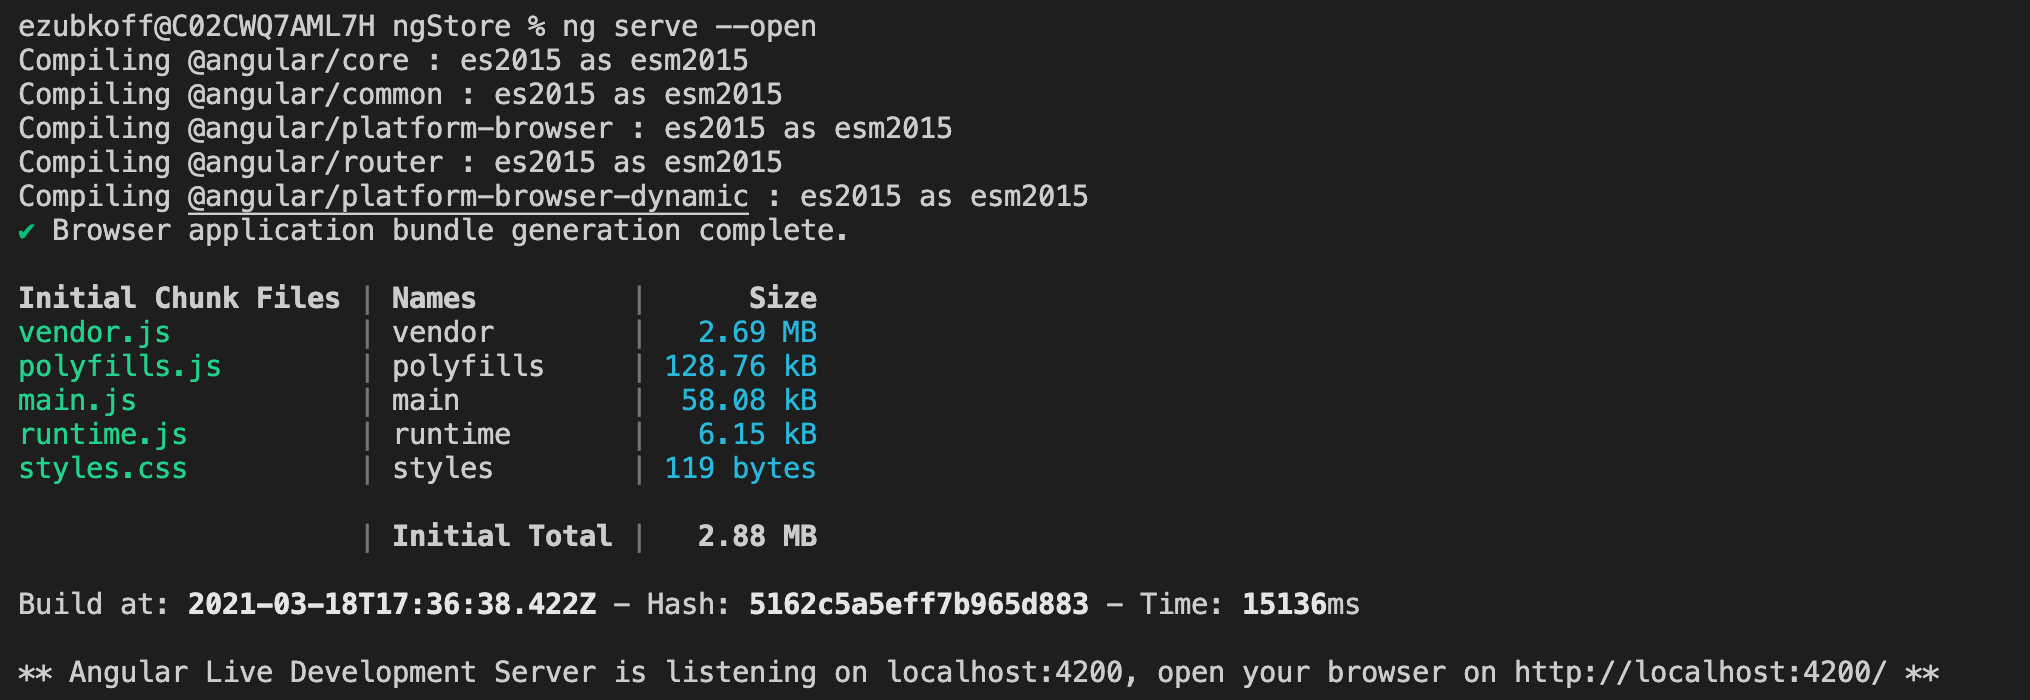 ezubkoff@C02CWQ7AML7H ngStore % ng serve --open
Compiling @angular/core : es2015 as esm2015
Compiling @angular/common : es2015 as esm2015
Compiling @angular/platform-browser : es2015 as esm2015
Compiling @angular/router : es2015 as esm2015
Compiling @angular/platform-browser-dynamic : es2015 as esm2015
✔ Browser application bundle generation complete.
Initial Chunk Files | Names         |      Size
vendor.js           | vendor        |   2.69 MB
polyfills.js        | polyfills     | 128.76 kB
main.js             | main          |  58.08 kB
runtime.js          | runtime       |   6.15 kB
styles.css          | styles        | 119 bytes
                    | Initial Total |   2.88 MB
Build at: 2021-03-18T17:36:38.422Z - Hash: 5162c5a5eff7b965d883 - Time: 15136ms
** Angular Live Development Server is listening on localhost:4200, open your browser on http://localhost:4200/ **